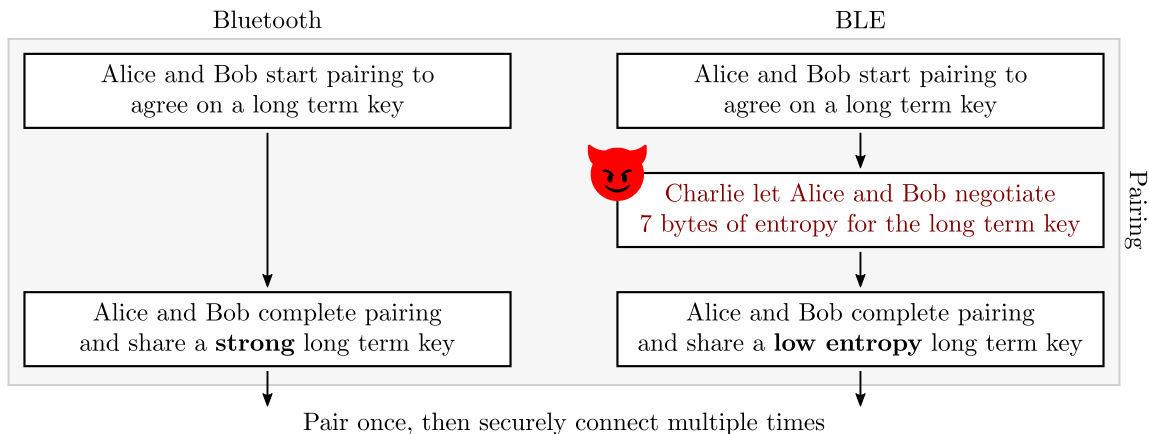 Bluetooth
BLE
Alice and Bob start pairing to
agree on a long term key
Alice and Bob start pairing to
agree on a long term key
Charlie let Alice and Bob negotiate
7 bytes of entropy for the long term key
Pairing
Alice and Bob complete pairing
and share a strong long term key
Alice and Bob complete pairing
and share a low entropy long term key
Pair once, then securely connect multiple times